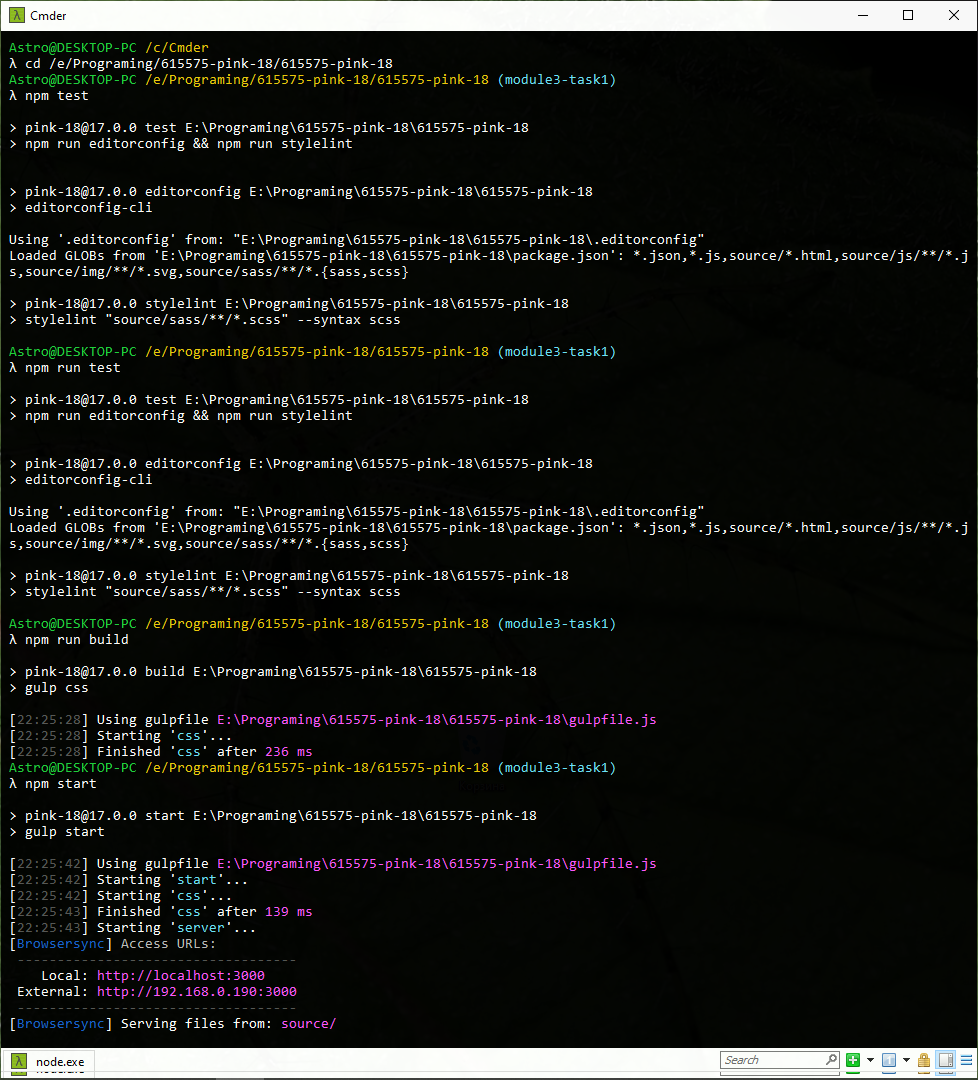 Cmder
Astro@DESKTOP-PC /c/Cmder
λ cd /e/Programing/615575-pink-18/615575-pink-18
Astro@DESKTOP-PC /e/Programing/615575-pink-18/615575-pink-18 (module3-task1)
λ npm test
> pink-18@17.0.0 test E:\Programing\615575-pink-18\615575-pink-18
> npm run editorconfig && npm run stylelint
> pink-18@17.0.0 editorconfig E:\Programing\615575-pink-18\615575-pink-18
> editorconfig-cli
Using '.editorconfig' from: "E:\Programing\615575-pink-18\615575-pink-18\.editorconfig"
Loaded GLOBs from 'E:\Programing\615575-pink-18\615575-pink-18\package.json': *.json,*.js,source/*.html,source/js/**/*.j
s,source/img/**/*.svg,source/sass/**/*.{sass,scss}
> pink-18@17.0.0 stylelint E:\Programing\615575-pink-18\615575-pink-18
> stylelint "source/sass/**/*.scss" --syntax scss
Astro@DESKTOP-PC /e/Programing/615575-pink-18/615575-pink-18 (module3-task1)
λ npm run test
> pink-18@17.0.0 test E:\Programing\615575-pink-18\615575-pink-18
> npm run editorconfig && npm run stylelint
> pink-18@17.0.0 editorconfig E:\Programing\615575-pink-18\615575-pink-18
> editorconfig-cli
Using '.editorconfig' from: "E:\Programing\615575-pink-18\615575-pink-18\.editorconfig"
Loaded GLOBs from 'E:\Programing\615575-pink-18\615575-pink-18\package.json': *.json,*.js,source/*.html,source/js/**/*.j
s,source/img/**/*.svg,source/sass/**/*.{sass,scss}
> pink-18@17.0.0 stylelint E:\Programing\615575-pink-18\615575-pink-18
> stylelint "source/sass/**/*.scss" --syntax scss
Astro@DESKTOP-PC /e/Programing/615575-pink-18/615575-pink-18 (module3-task1)
λ npm run build
> pink-18@17.0.0 build E:\Programing\615575-pink-18\615575-pink-18
> gulp css
[22:25:28] Using gulpfile E:\Programing\615575-pink-18\615575-pink-18\gulpfile.js
[22:25:28] Starting 'css'...
[22:25:28] Finished 'css' after 236 ms
Astro@DESKTOP-PC /e/Programing/615575-pink-18/615575-pink-18 (module3-task1)
λ npm start
> pink-18@17.0.0 start E:\Programing\615575-pink-18\615575-pink-18
> gulp start
[22:25:42] Using gulpfile E:\Programing\615575-pink-18\615575-pink-18\gulpfile.js
[22:25:42] Starting 'start'...
[22:25:42] Starting 'css'...
[22:25:43] Finished 'css' after 139 ms
[22:25:43] Starting 'server'...
[Browsersync] Access URLs:
-----------------------------------
Local: http://localhost:3000
External: http://192.168.0.190:3000
-----------------------------------
[Browsersync] Serving files from: source/
node.exe
Search